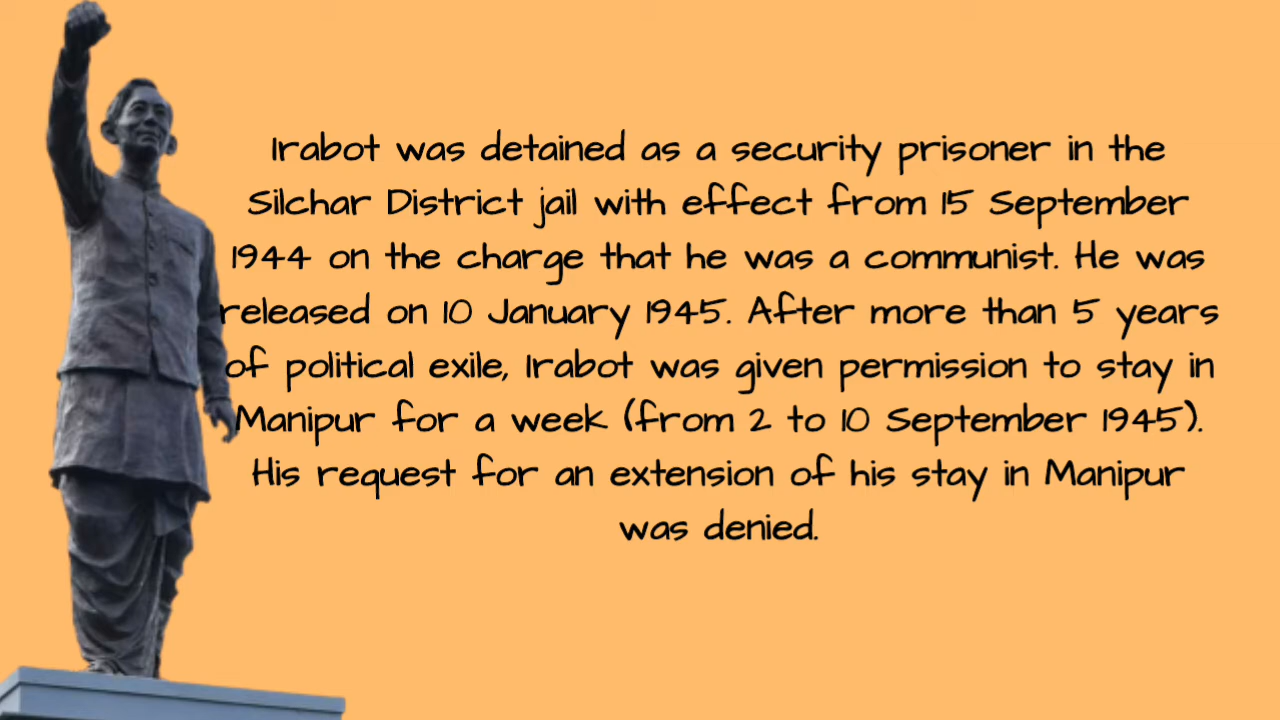 Irabot was detained as a security prisoner in the
Silchar District jail with effect from 15 September
1944 on the charge that he was a communist. He was
released on 10 January 1945. After more than 5 years
of political exile, Irabot was given permission to stay in
Manipur for a week (from 2 to 10 September 1945).
His request for an extension of his stay in Manipur
was denied.